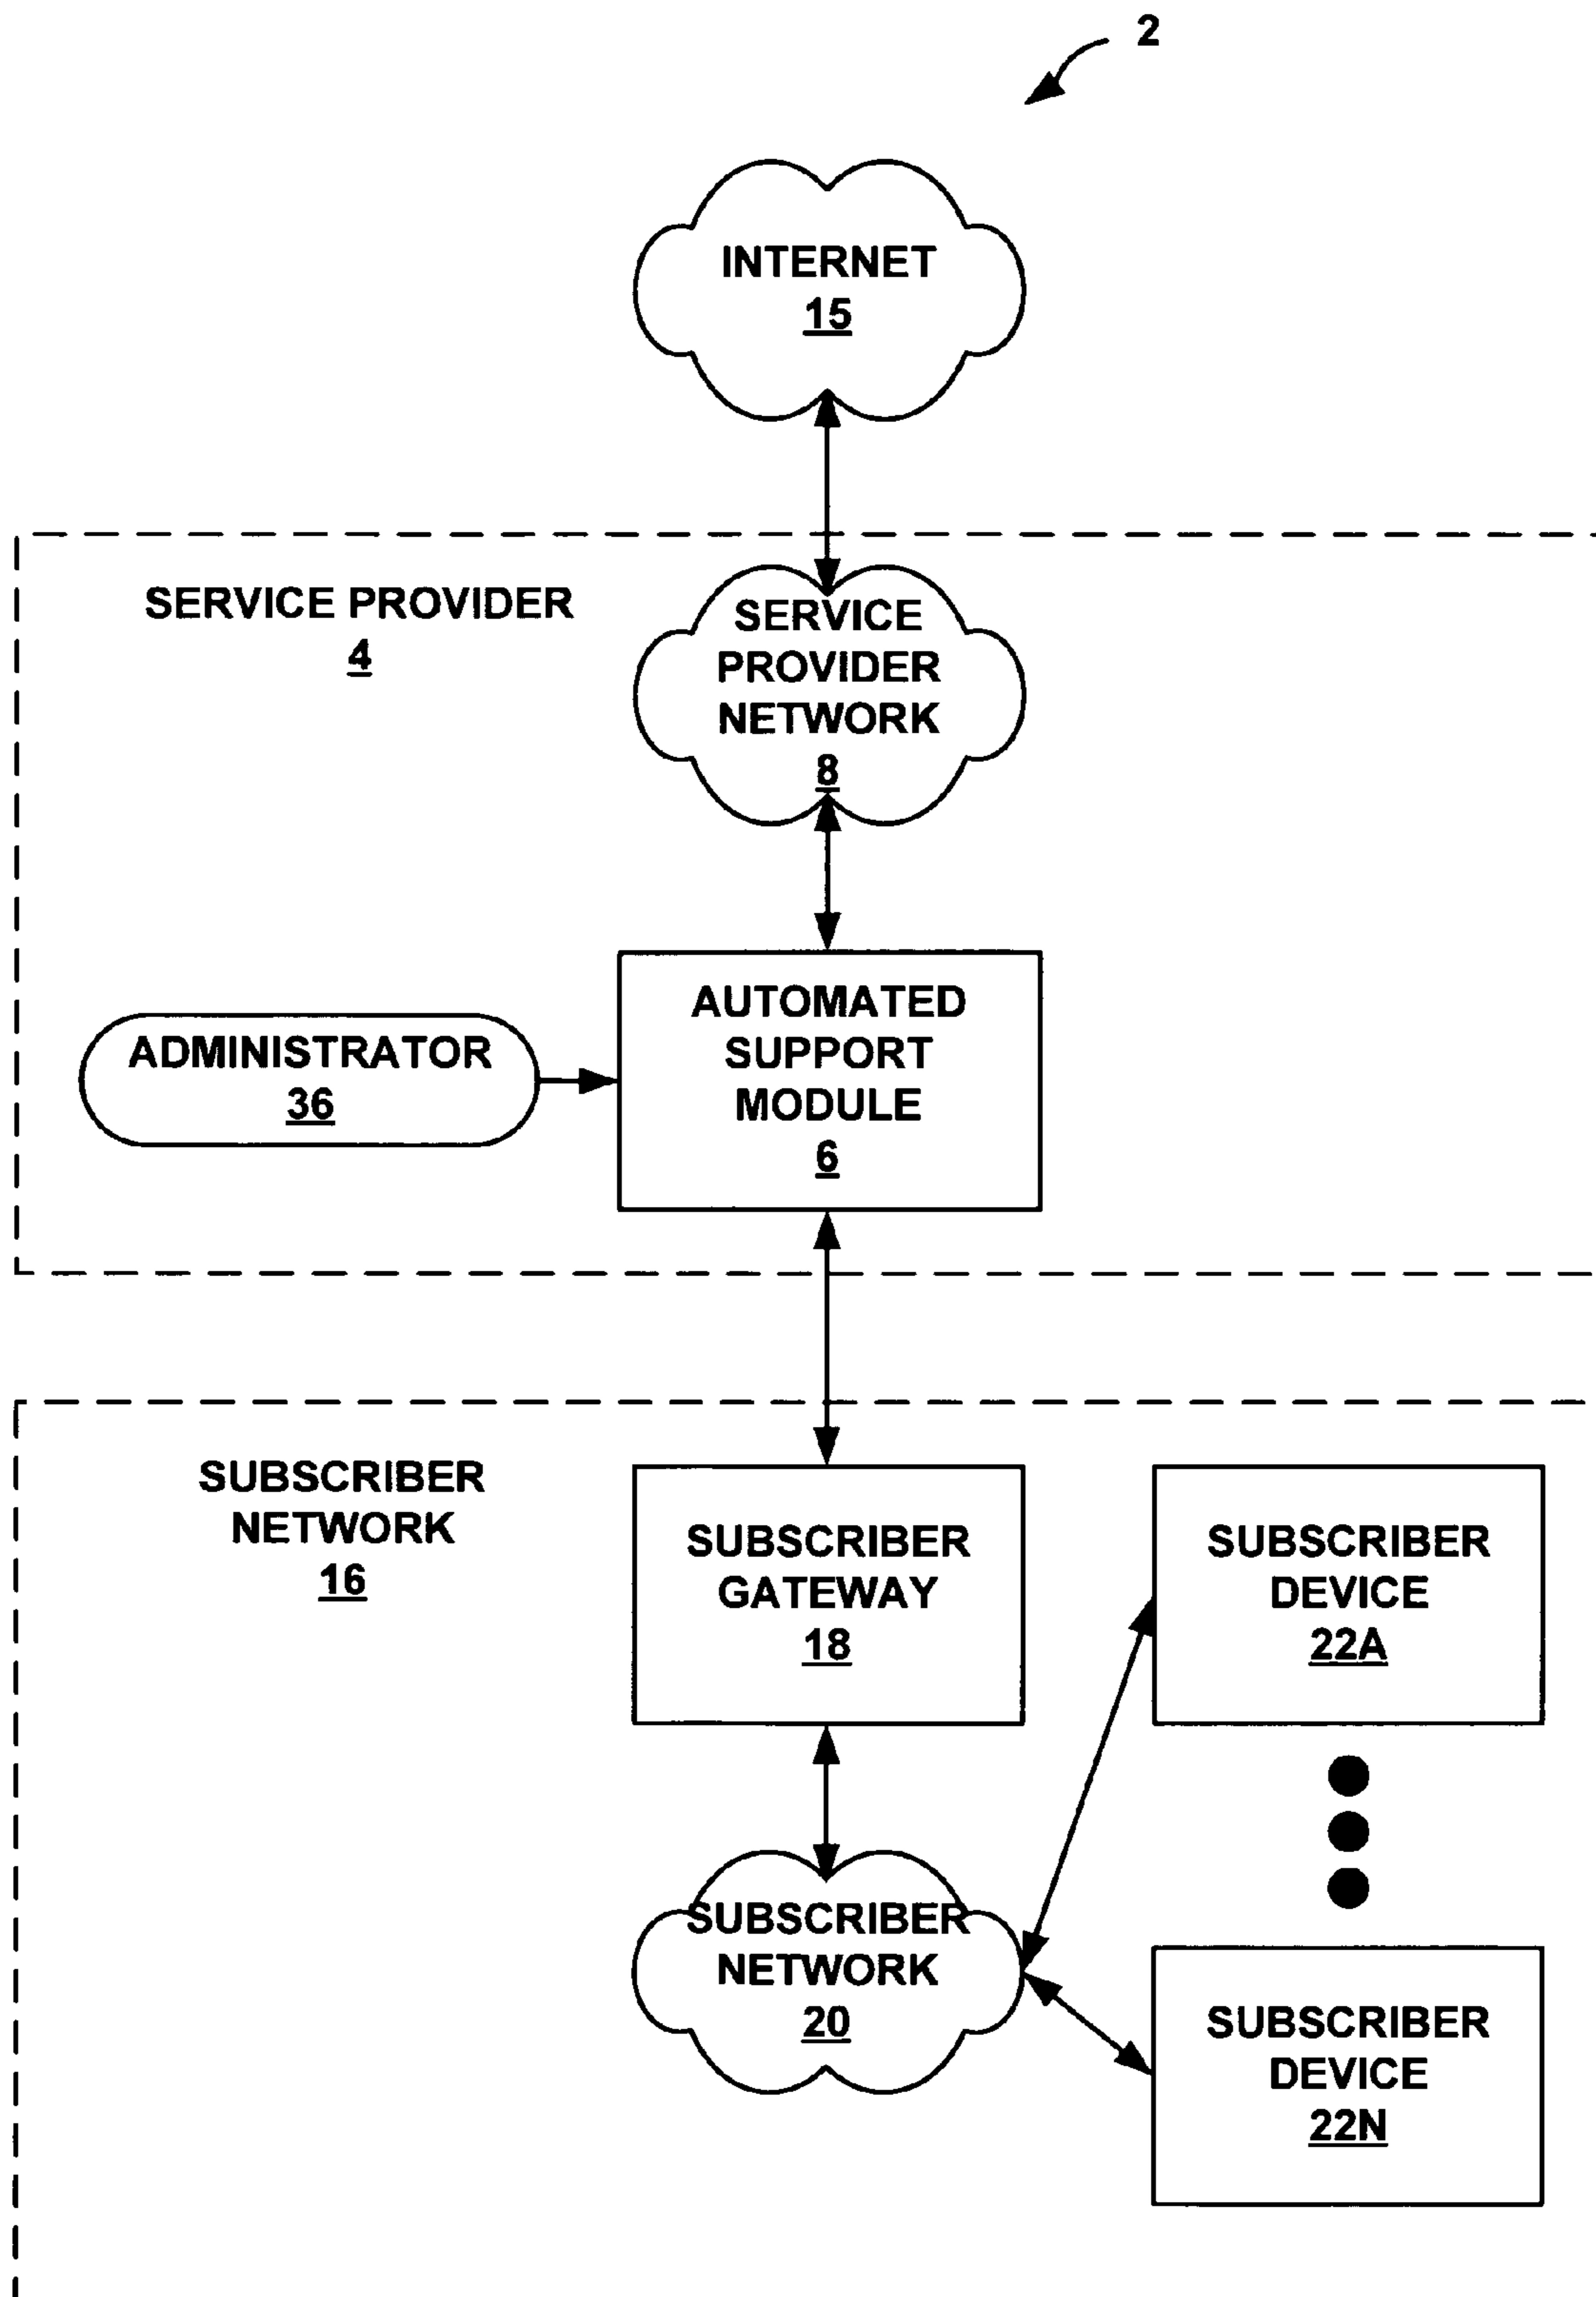 2
INTERNET
15
SERVICE PROVIDER
4
SERVICE
PROVIDER
NETWORK
8
AUTOMATED
SUPPORT
MODULE
6
ADMINISTRATOR
36
SUBSCRIBER
NETWORK
16
SUBSCRIBER
GATEWAY
18
SUBSCRIBER
DEVICE
22A
SUBSCRIBER
NETWORK
20
SUBSCRIBER
DEVICE
22N